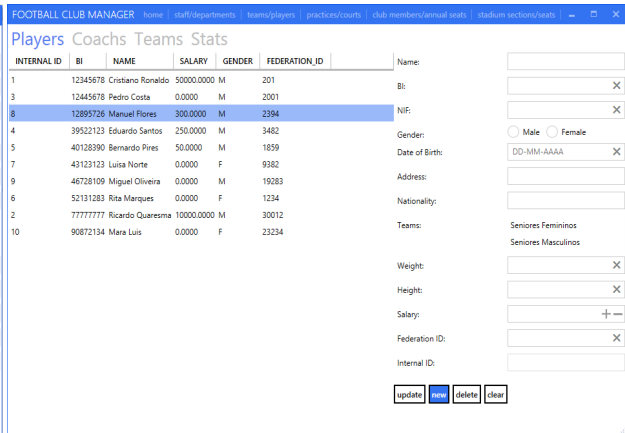 FOOTBALL CLUB MANAGER home | staff/departments | teams/players | practices/courts | club members/annual seats | stadium sections/seats
Players Coachs Teams Stats
INTERNAL ID BI NAME SALARY GENDER FEDERATION_ID
1 12345678 Cristiano Ronaldo 50000.0000 M 201
3 12445678 Pedro Costa 0.0000 M 2001
8 12895726 Manuel Flores 300.0000 M 2394
4 39522123 Eduardo Santos 250.0000 M 3482
5 40128390 Bernardo Pires 50.0000 M 1859
7 43123123 Luisa Norte 0.0000 F 9382
9 46728109 Miguel Oliveira 0.0000 M 19283
6 52131283 Rita Marques 0.0000 F 1234
2 77777777 Ricardo Quaresma 10000.0000 M 30012
10 90872134 Mara Luis 0.0000 F 23234
Name:
BI:
NIF:
Gender: Male Female
Date of Birth: DD-MM-AAAA
Address:
Nationality:
Teams: Seniores Femininos
Seniores Masculinos
Weight:
Height:
Salary:
Federation ID:
Internal ID:
update new delete clear